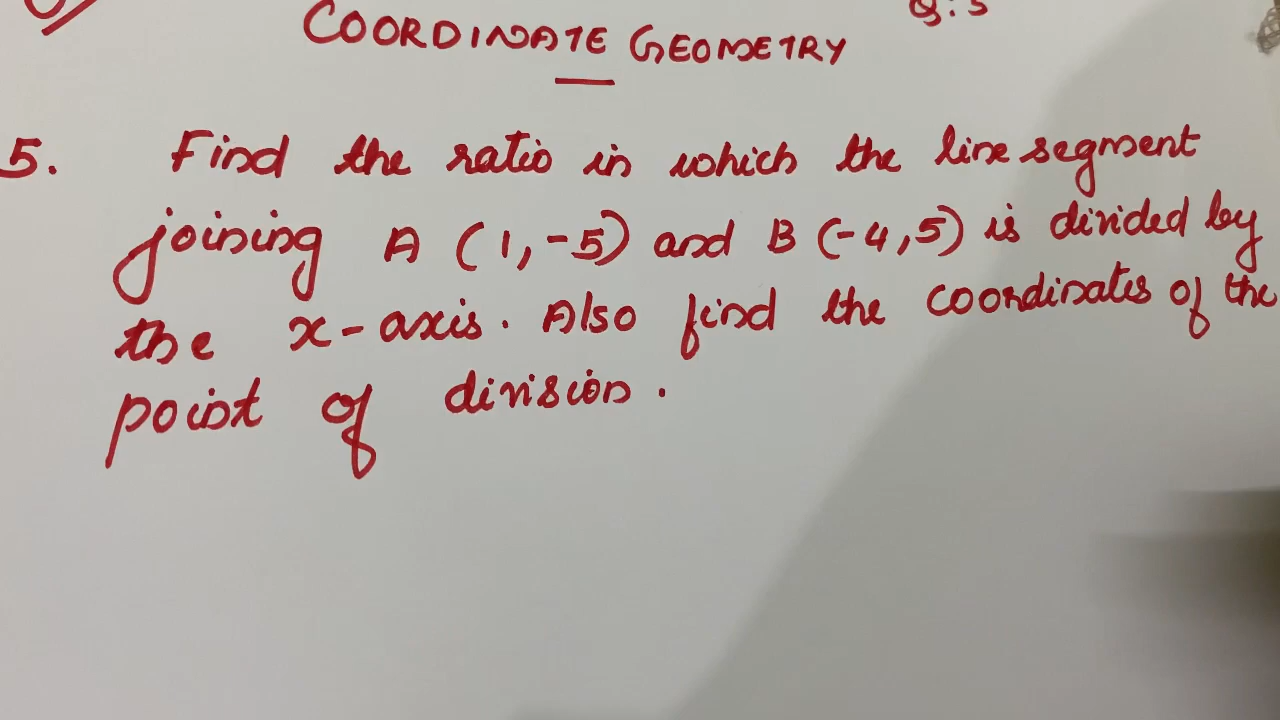 COORDINATE GEOMETRY
Q:5
5. Find the ratio in which the line segment
joining A (1,-5) and B (-4,5) is divided by
the x-axis. Also find the coordinates of the
point of division.